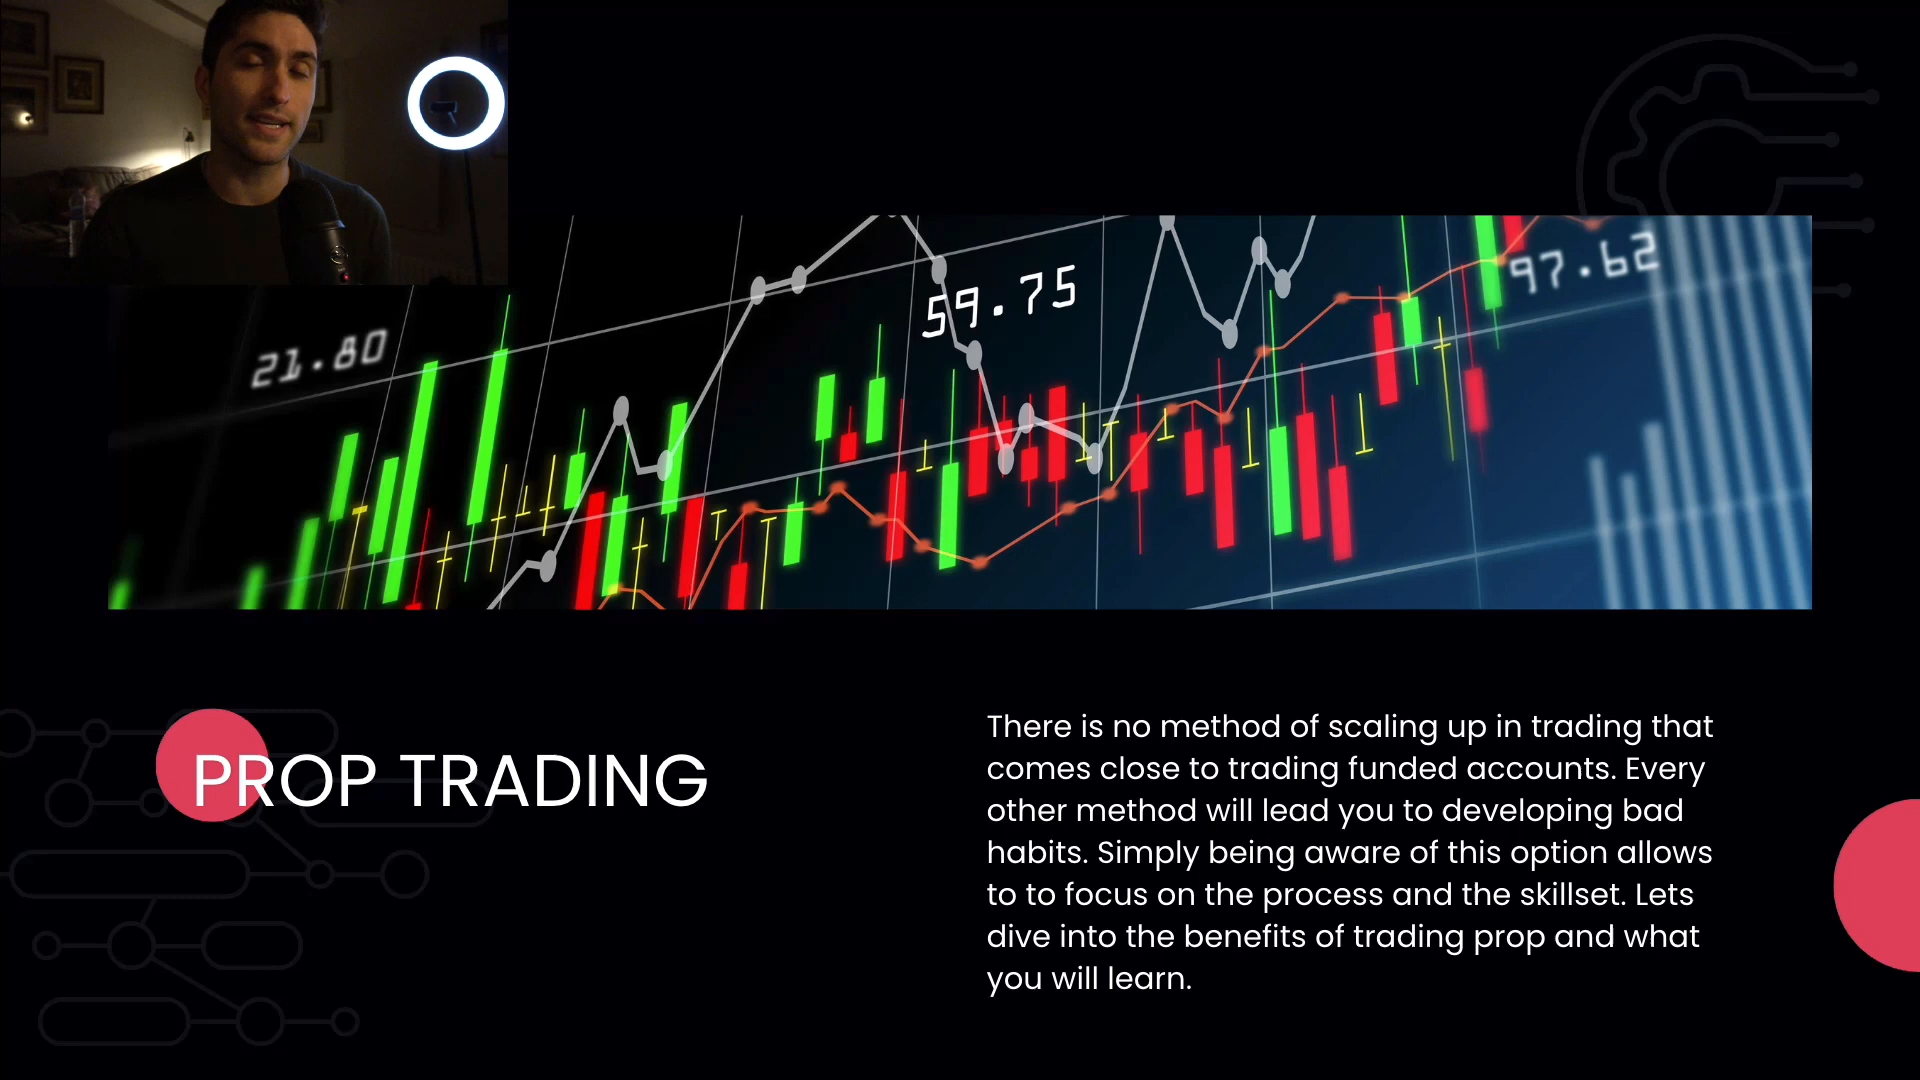 21.80
59.75
97.62
PROP TRADING
There is no method of scaling up in trading that
comes close to trading funded accounts. Every
other method will lead you to developing bad
habits. Simply being aware of this option allows
to to focus on the process and the skillset. Lets
dive into the benefits of trading prop and what
you will learn.